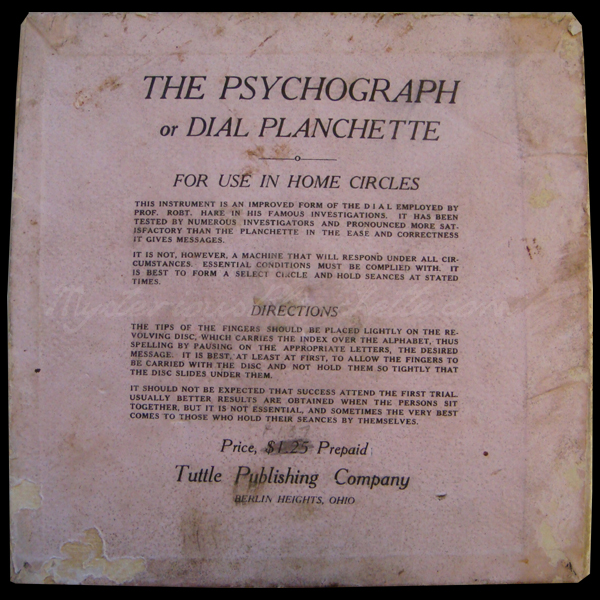 THE PSYCHOGRAPH
or DIAL PLANCHETTE
FOR USE IN HOME CIRCLES
THIS INSTRUMENT IS AN IMPROVED FORM OF THE DIAL EMPLOYED BY
PROF. ROBT. HARE IN HIS FAMOUS INVESTIGATIONS. IT HAS BEEN
TESTED BY NUMEROUS INVESTIGATORS AND PRONOUNCED MORE SAT-
ISFACTORY THAN THE PLANCHETTE IN THE EASE AND CORRECTNESS
IT GIVES MESSAGES.
IT IS NOT, HOWEVER, A MACHINE THAT WILL RESPOND UNDER ALL CIR-
CUMSTANCES. ESSENTIAL CONDITIONS MUST BE COMPLIED WITH. IT
IS BEST TO FORM A SELECT CIRCLE AND HOLD SEANCES AT STATED
TIMES.
DIRECTIONS
THE TIPS OF THE FINGERS SHOULD BE PLACED LIGHTLY ON THE RE-
VOLVING DISC, WHICH CARRIES THE INDEX OVER THE ALPHABET, THUS
SPELLING BY PAUSING ON THE APPROPRIATE LETTERS, THE DESIRED
MESSAGE. IT IS BEST, AT LEAST AT FIRST, TO ALLOW THE FINGERS TO
BE CARRIED WITH THE DISC AND NOT HOLD THEM SO TIGHTLY THAT
THE DISC SLIDES UNDER THEM.
IT SHOULD NOT BE EXPECTED THAT SUCCESS ATTEND THE FIRST TRIAL.
USUALLY BETTER RESULTS ARE OBTAINED WHEN THE PERSONS SIT
TOGETHER, BUT IT IS NOT ESSENTIAL, AND SOMETIMES THE VERY BEST
COMES TO THOSE WHO HOLD THEIR SEANCES BY THEMSELVES.
Price, $1.25 Prepaid
Tuttle Publishing Company
BERLIN HEIGHTS, OHIO